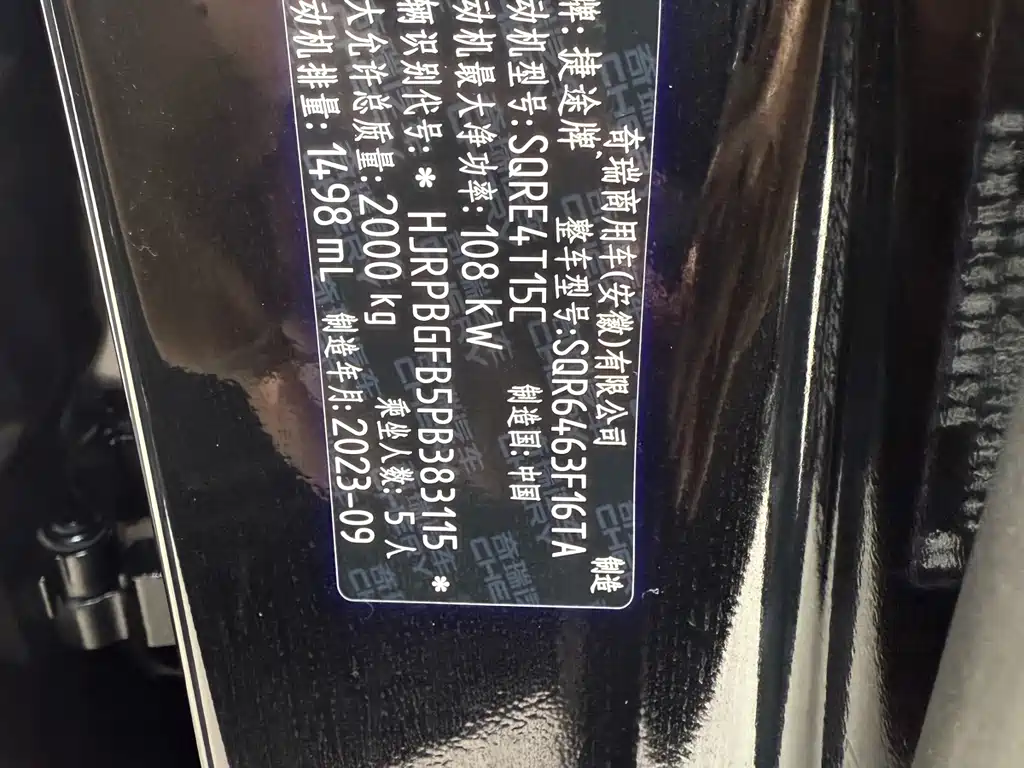 奇瑞商用车(安徽)有限公司 制造
牌: 捷途牌 整车型号:SQR6463F16TA
动机型号:SQRE4T15C 制造国:中国
动机最大净功率:108 kW
辆识别代号: * HJRPBGFB5PB383115 *
大允许总质量:2000 kg 乘坐人数: 5 人
动机排量: 1498 mL 制造年月:2023-09